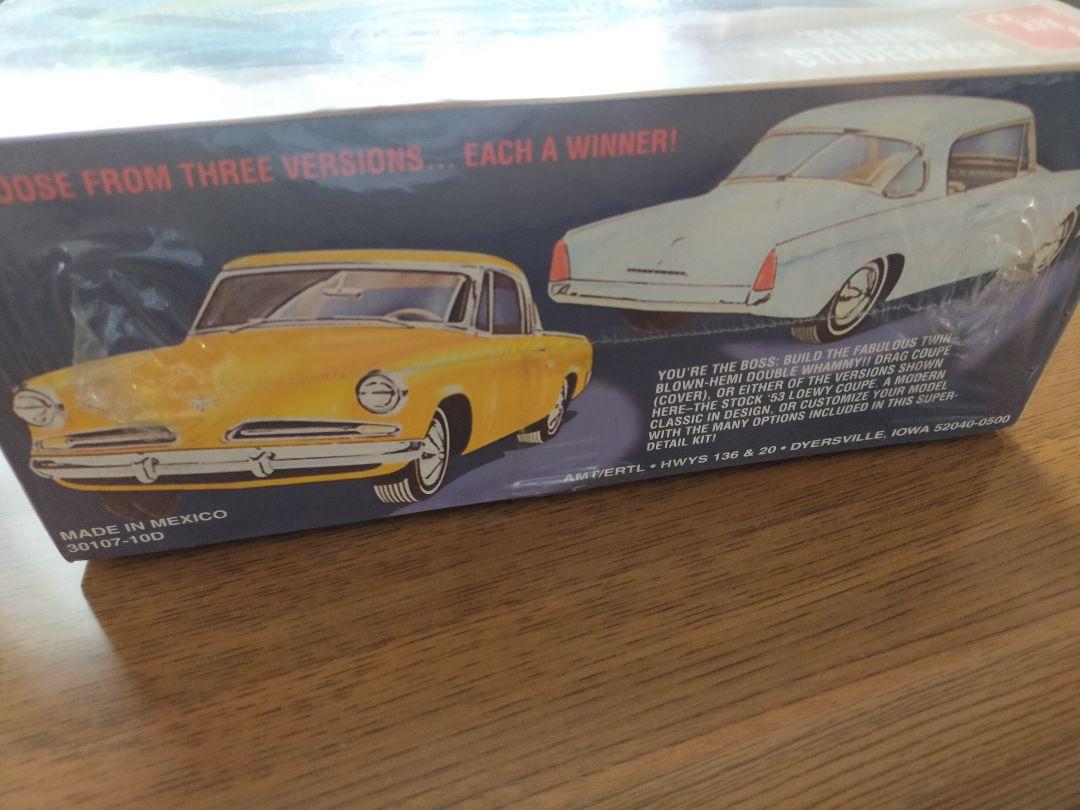 '53
STUDEBAKER
OOSE FROM THREE VERSIONS... EACH A WINNER!
YOU'RE THE BOSS: BUILD THE FABULOUS TWIN-
BLOWN-HEMI DOUBLE WHAMMY!! DRAG COUPE
(COVER), OR EITHER OF THE VERSIONS SHOWN
HERE–THE STOCK '53 LOEWY COUPE. A MODERN
CLASSIC IN DESIGN, OR CUSTOMIZE YOUR MODEL
WITH THE MANY OPTIONS INCLUDED IN THIS SUPER-
DETAIL KIT!
AMT/ERTL • HWYS 136 & 20 • DYERSVILLE, IOWA 52040-0500
MADE IN MEXICO
30107-10D